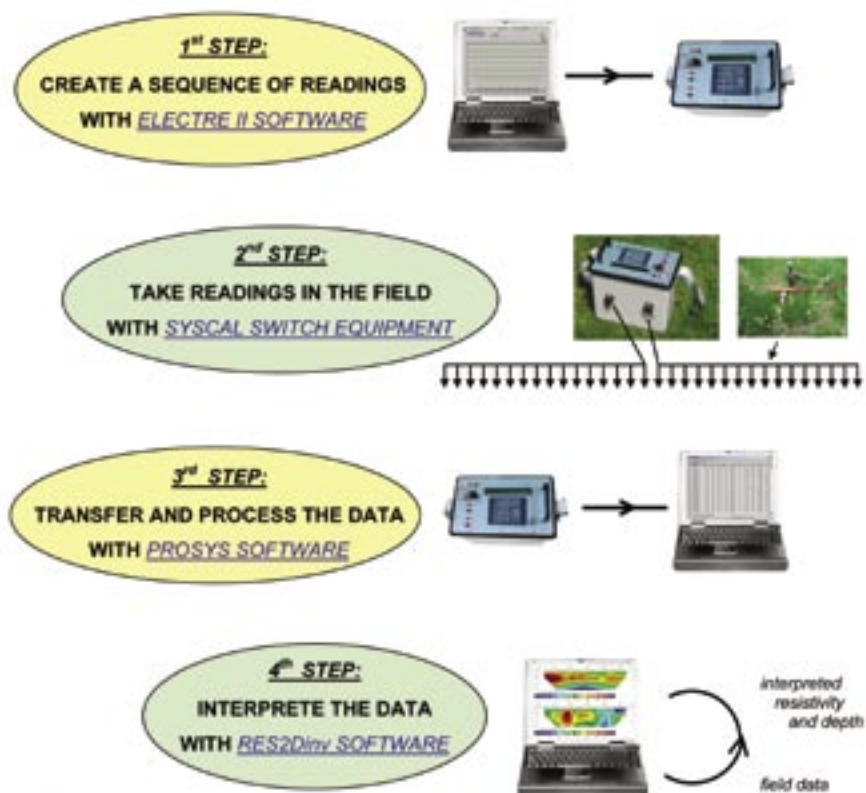 1st STEP:
CREATE A SEQUENCE OF READINGS
WITH ELECTRE II SOFTWARE
2nd STEP:
TAKE READINGS IN THE FIELD
WITH SYSCAL SWITCH EQUIPMENT
3rd STEP:
TRANSFER AND PROCESS THE DATA
WITH PROSYS SOFTWARE
4th STEP:
INTERPRETE THE DATA
WITH RES2Dinv SOFTWARE
interpreted
resistivity
and depth
field data